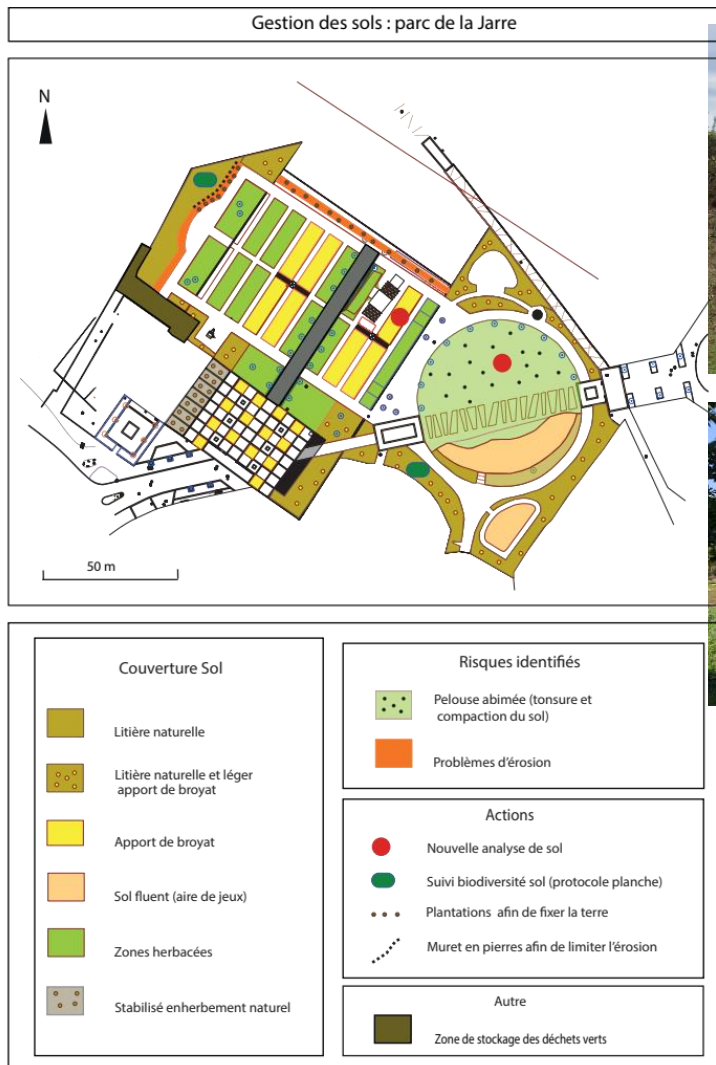 Gestion des sols : parc de la Jarre
N
50 m
Couverture Sol
Litière naturelle
Litière naturelle et léger
apport de broyat
Apport de broyat
Sol fluent (aire de jeux)
Zones herbacées
Stabilisé enherbement naturel
Risques identifiés
Pelouse abimée (tonsure et
compaction du sol)
Problèmes d'érosion
Actions
Nouvelle analyse de sol
Suivi biodiversité sol (protocole planche)
Plantations afin de fixer la terre
Muret en pierres afin de limiter l'érosion
Autre
Zone de stockage des déchets verts